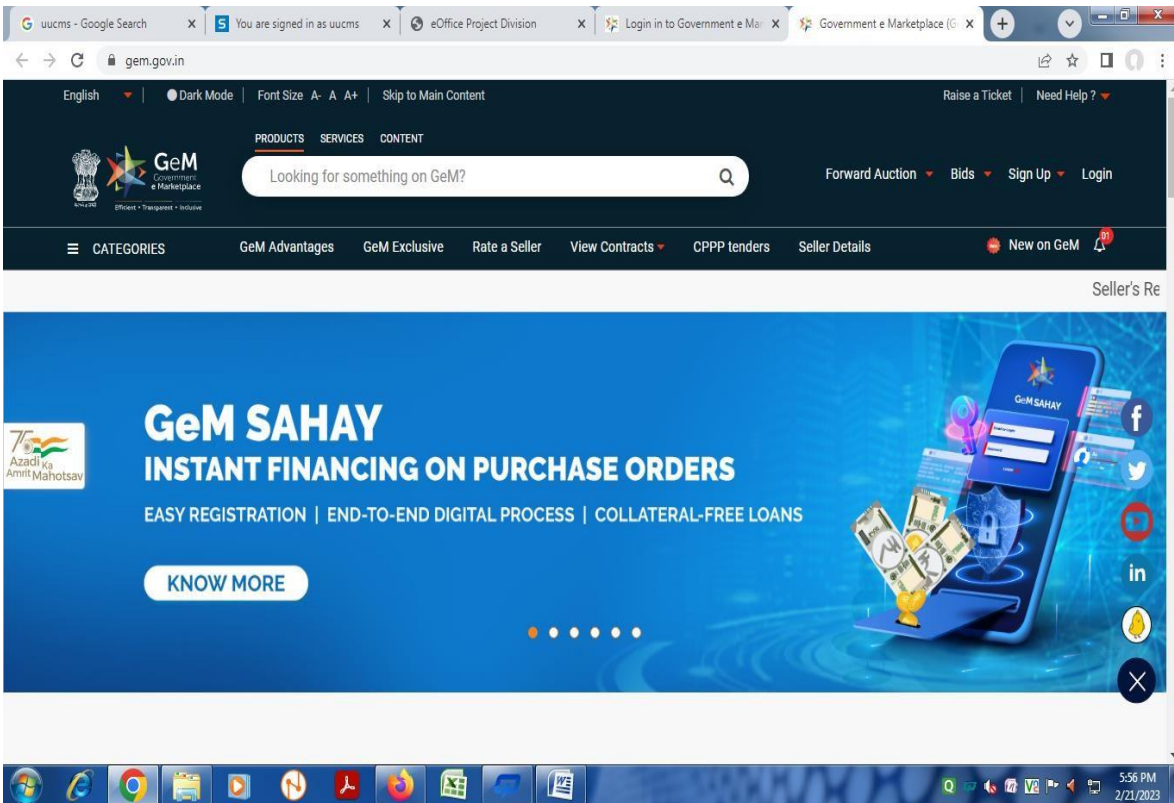 uucms - Google Search
You are signed in as uucms
eOffice Project Division
Login in to Government e Mar
Government e Marketplace (G
gem.gov.in
English | Dark Mode | Font Size A- A A+ | Skip to Main Content
Raise a Ticket | Need Help ?
PRODUCTS SERVICES CONTENT
GeM
Government
e Marketplace
Efficient • Transparent • Inclusive
Looking for something on GeM?
Forward Auction Bids Sign Up Login
CATEGORIES GeM Advantages GeM Exclusive Rate a Seller View Contracts CPPP tenders Seller Details New on GeM 01
Seller's Re
GeM SAHAY
INSTANT FINANCING ON PURCHASE ORDERS
EASY REGISTRATION | END-TO-END DIGITAL PROCESS | COLLATERAL-FREE LOANS
KNOW MORE
75
Azadi Ka
Amrit Mahotsav
GeM SAHAY
5:56 PM
2/21/2023